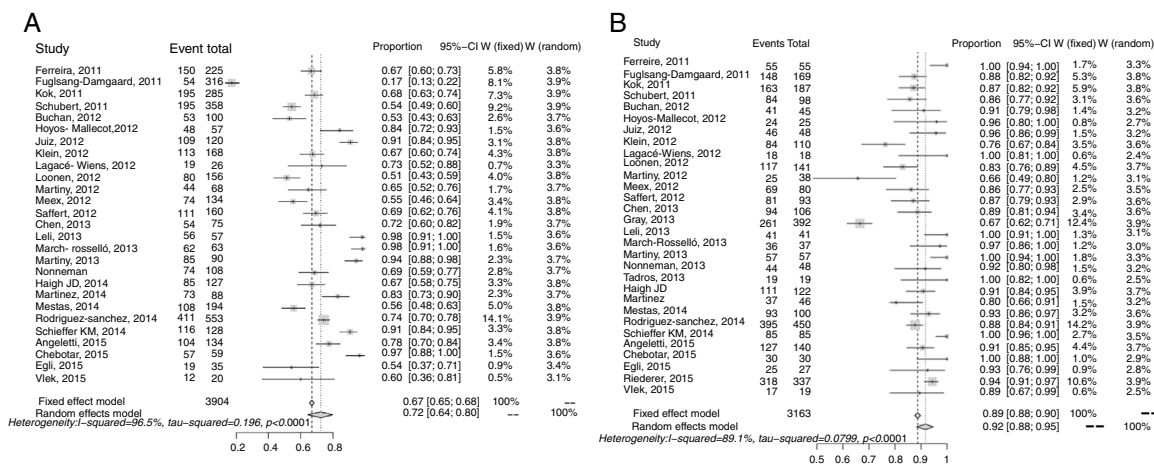 A
Study Event total Proportion 95%-CI W (fixed) W (random)
Ferreira, 2011 150 225 0.67 [0.60; 0.73] 5.8% 3.8%
Fuglsang-Damgaard, 2011 54 316 0.17 [0.13; 0.22] 8.1% 3.9%
Kok, 2011 195 285 0.68 [0.63; 0.74] 7.3% 3.9%
Schubert, 2011 195 358 0.54 [0.49; 0.60] 9.2% 3.9%
Buchan, 2012 53 100 0.53 [0.43; 0.63] 2.6% 3.7%
Hoyos- Mallecot,2012 48 57 0.84 [0.72; 0.93] 1.5% 3.6%
Juiz, 2012 109 120 0.91 [0.84; 0.95] 3.1% 3.8%
Klein, 2012 113 168 0.67 [0.60; 0.74] 4.3% 3.8%
Lagacé- Wiens, 2012 19 26 0.73 [0.52; 0.88] 0.7% 3.3%
Loonen, 2012 80 156 0.51 [0.43; 0.59] 4.0% 3.8%
Martiny, 2012 44 68 0.65 [0.52; 0.76] 1.7% 3.7%
Meex, 2012 74 134 0.55 [0.46; 0.64] 3.4% 3.8%
Saffert, 2012 111 160 0.69 [0.62; 0.76] 4.1% 3.8%
Chen, 2013 54 75 0.72 [0.60; 0.82] 1.9% 3.7%
Leli, 2013 56 57 0.98 [0.91; 1.00] 1.5% 3.6%
March- rosselló, 2013 62 63 0.98 [0.91; 1.00] 1.6% 3.6%
Martiny, 2013 85 90 0.94 [0.88; 0.98] 2.3% 3.7%
Nonneman 74 108 0.69 [0.59; 0.77] 2.8% 3.7%
Haigh JD, 2014 85 127 0.67 [0.58; 0.75] 3.3% 3.8%
Martinez, 2014 73 88 0.83 [0.73; 0.90] 2.3% 3.7%
Mestas, 2014 108 194 0.56 [0.48; 0.63] 5.0% 3.8%
Rodriguez-sanchez, 2014 411 553 0.74 [0.70; 0.78] 14.1% 3.9%
Schieffer KM, 2014 116 128 0.91 [0.84; 0.95] 3.3% 3.8%
Angeletti, 2015 104 134 0.78 [0.70; 0.84] 3.4% 3.8%
Chebotar, 2015 57 59 0.97 [0.88; 1.00] 1.5% 3.6%
Egli, 2015 19 35 0.54 [0.37; 0.71] 0.9% 3.4%
Vlek, 2015 12 20 0.60 [0.36; 0.81] 0.5% 3.1%
Fixed effect model 3904 0.67 [0.65; 0.68] 100% --
Random effects model 0.72 [0.64; 0.80] -- 100%
Heterogeneity:I-squared=96.5%, tau-squared=0.196, p<0.0001
0.2 0.4 0.6 0.8
B
Study Events Total Proportion 95%-CI W (fixed) W (random)
Ferreire, 2011 55 55 1.00 [0.94; 1.00] 1.7% 3.3%
Fuglsang-Damgaard, 2011 148 169 0.88 [0.82; 0.92] 5.3% 3.8%
Kok, 2011 163 187 0.87 [0.82; 0.92] 5.9% 3.8%
Schubert, 2011 84 98 0.86 [0.77; 0.92] 3.1% 3.6%
Buchan, 2012 41 45 0.91 [0.79; 0.98] 1.4% 3.2%
Hoyos-Mallecot, 2012 24 25 0.96 [0.80; 1.00] 0.8% 2.7%
Juiz, 2012 46 48 0.96 [0.86; 0.99] 1.5% 3.2%
Klein, 2012 84 110 0.76 [0.67; 0.84] 3.5% 3.7%
Lagacé-Wiens, 2012 18 18 1.00 [0.81; 1.00] 0.6% 2.4%
Loonen, 2012 117 141 0.83 [0.76; 0.89] 4.5% 3.7%
Martiny, 2012 25 38 0.66 [0.49; 0.80] 1.2% 3.1%
Meex, 2012 69 80 0.86 [0.77; 0.93] 2.5% 3.5%
Saffert, 2012 81 93 0.87 [0.79; 0.93] 2.9% 3.6%
Chen, 2013 94 106 0.89 [0.81; 0.94] 3.4% 3.6%
Gray, 2013 261 392 0.67 [0.62; 0.71] 12.4% 3.9%
Leli, 2013 41 41 1.00 [0.91; 1.00] 1.3% 3.1%
March-Rosselló, 2013 36 37 0.97 [0.86; 1.00] 1.2% 3.0%
Martiny, 2013 57 57 1.00 [0.94; 1.00] 1.8% 3.3%
Nonneman, 2013 44 48 0.92 [0.80; 0.98] 1.5% 3.2%
Tadros, 2013 19 19 1.00 [0.82; 1.00] 0.6% 2.5%
Haigh JD 111 122 0.91 [0.84; 0.95] 3.9% 3.7%
Martinez 37 46 0.80 [0.66; 0.91] 1.5% 3.2%
Mestas, 2014 93 100 0.93 [0.86; 0.97] 3.2% 3.6%
Rodriguez-sanchez, 2014 395 450 0.88 [0.84; 0.91] 14.2% 3.9%
Schieffer KM, 2014 85 85 1.00 [0.96; 1.00] 2.7% 3.5%
Angeletti, 2015 127 140 0.91 [0.85; 0.95] 4.4% 3.7%
Chebotar, 2015 30 30 1.00 [0.88; 1.00] 1.0% 2.9%
Egli, 2015 25 27 0.93 [0.76; 0.99] 0.9% 2.8%
Riederer, 2015 318 337 0.94 [0.91; 0.97] 10.6% 3.9%
Vlek, 2015 17 19 0.89 [0.67; 0.99] 0.6% 2.5%
Fixed effect model 3163 0.89 [0.88; 0.90] 100% --
Random effects model 0.92 [0.88; 0.95] -- 100%
Heterogeneity:I-squared=89.1%, tau-squared=0.0799, p<0.0001
0.5 0.6 0.7 0.8 0.9 1